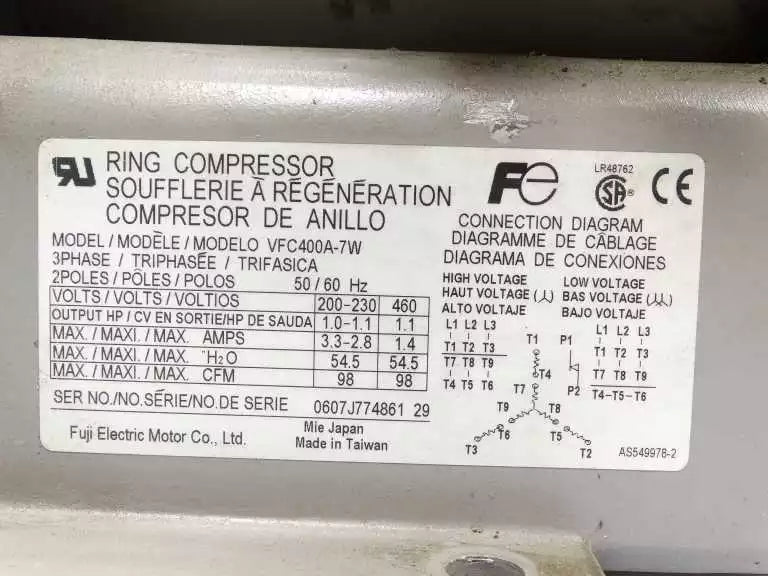 RU
RING COMPRESSOR
SOUFFLERIE À RÉGÉNÉRATION
COMPRESOR DE ANILLO
MODEL / MODÈLE / MODELO VFC400A-7W
3PHASE / TRIPHASÉE / TRIFASICA
2POLES / PÔLES / POLOS 50 / 60 Hz
VOLTS / VOLTS / VOLTIOS 200-230 460
OUTPUT HP / CV EN SORTIE/HP DE SAUDA 1.0-1.1 1.1
MAX. / MAXI. / MAX. AMPS 3.3-2.8 1.4
MAX. / MAXI. / MAX. "H2O 54.5 54.5
MAX. / MAXI. / MAX. CFM 98 98
SER NO./NO.SÉRIE/NO.DE SERIE 0607J774861 29
Fuji Electric Motor Co., Ltd.
Mie Japan
Made in Taiwan
Fe
LR48762
SA ®
CE
CONNECTION DIAGRAM
DIAGRAMME DE CÂBLAGE
DIAGRAMA DE CONEXIONES
HIGH VOLTAGE
HAUT VOLTAGE
ALTO VOLTAJE
L1 L2 L3
T1 T2 T3
T7 T8 T9
T4 T5 T6
LOW VOLTAGE
BAS VOLTAGE
BAJO VOLTAJE
L1 L2 L3
T1 T2 T3
T7 T8 T9
T4-T5-T6
T1 P1
T4
T7 P2
T9 T8
T6 T5
T3 T2
AS549978-2